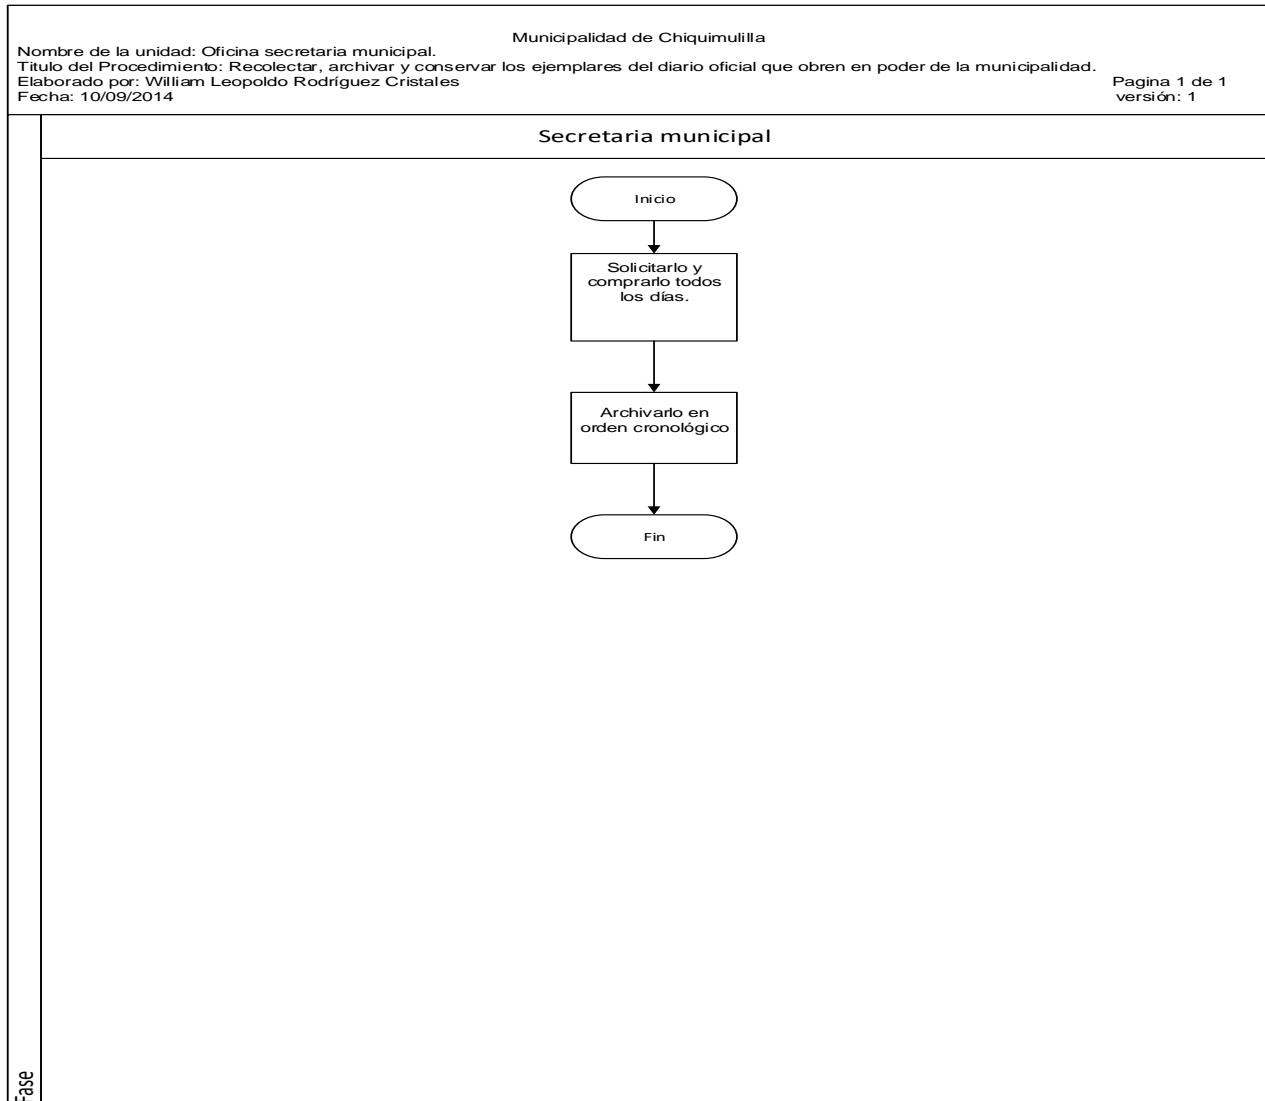 Municipalidad de Chiquimulilla
Nombre de la unidad: Oficina secretaria municipal.
Titulo del Procedimiento: Recolectar, archivar y conservar los ejemplares del diario oficial que obren en poder de la municipalidad.
Elaborado por: William Leopoldo Rodríguez Cristales
Pagina 1 de 1
Fecha: 10/09/2014
versión: 1
Secretaria municipal
Inicio
Solicitarlo y
comprarlo todos
los días.
Archivarlo en
orden cronológico
Fin
Fase